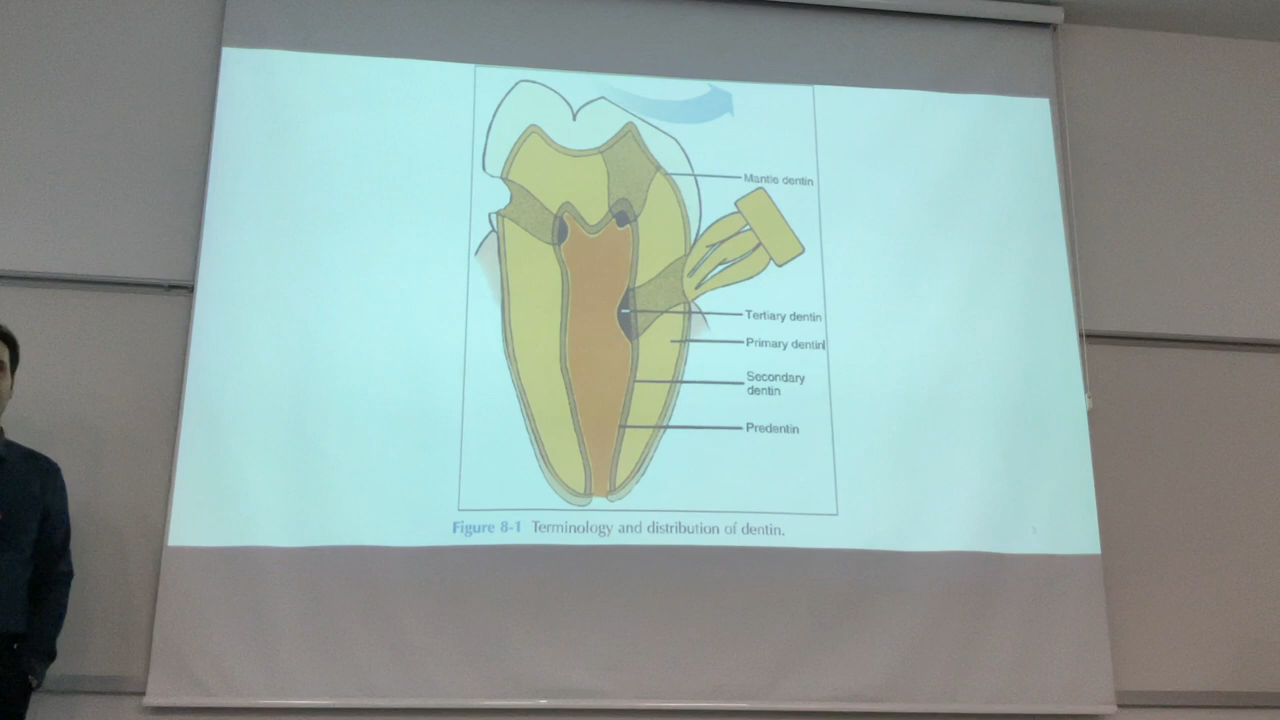 Mantle dentin
Tertiary dentin
Primary dentin
Secondary
dentin
Predentin
Figure 8-1 Terminology and distribution of dentin.